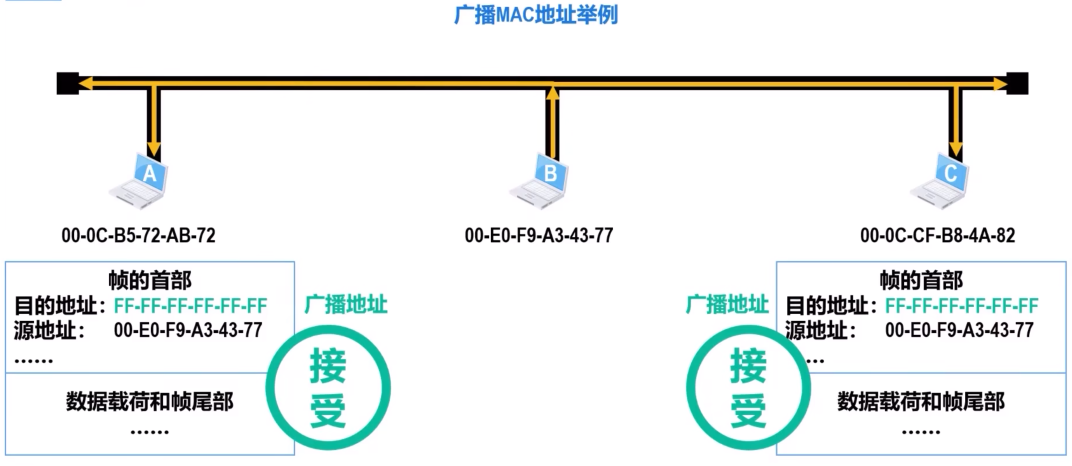 广播MAC地址举例
A
B
C
00-0C-B5-72-AB-72
00-E0-F9-A3-43-77
00-0C-CF-B8-4A-82
帧的首部
目的地址：FF-FF-FF-FF-FF-FF
源地址： 00-E0-F9-A3-43-77
......
数据载荷和帧尾部
......
广播地址
接
受
广播地址
接
受
帧的首部
目的地址：FF-FF-FF-FF-FF-FF
源地址： 00-E0-F9-A3-43-77
...
数据载荷和帧尾部
......